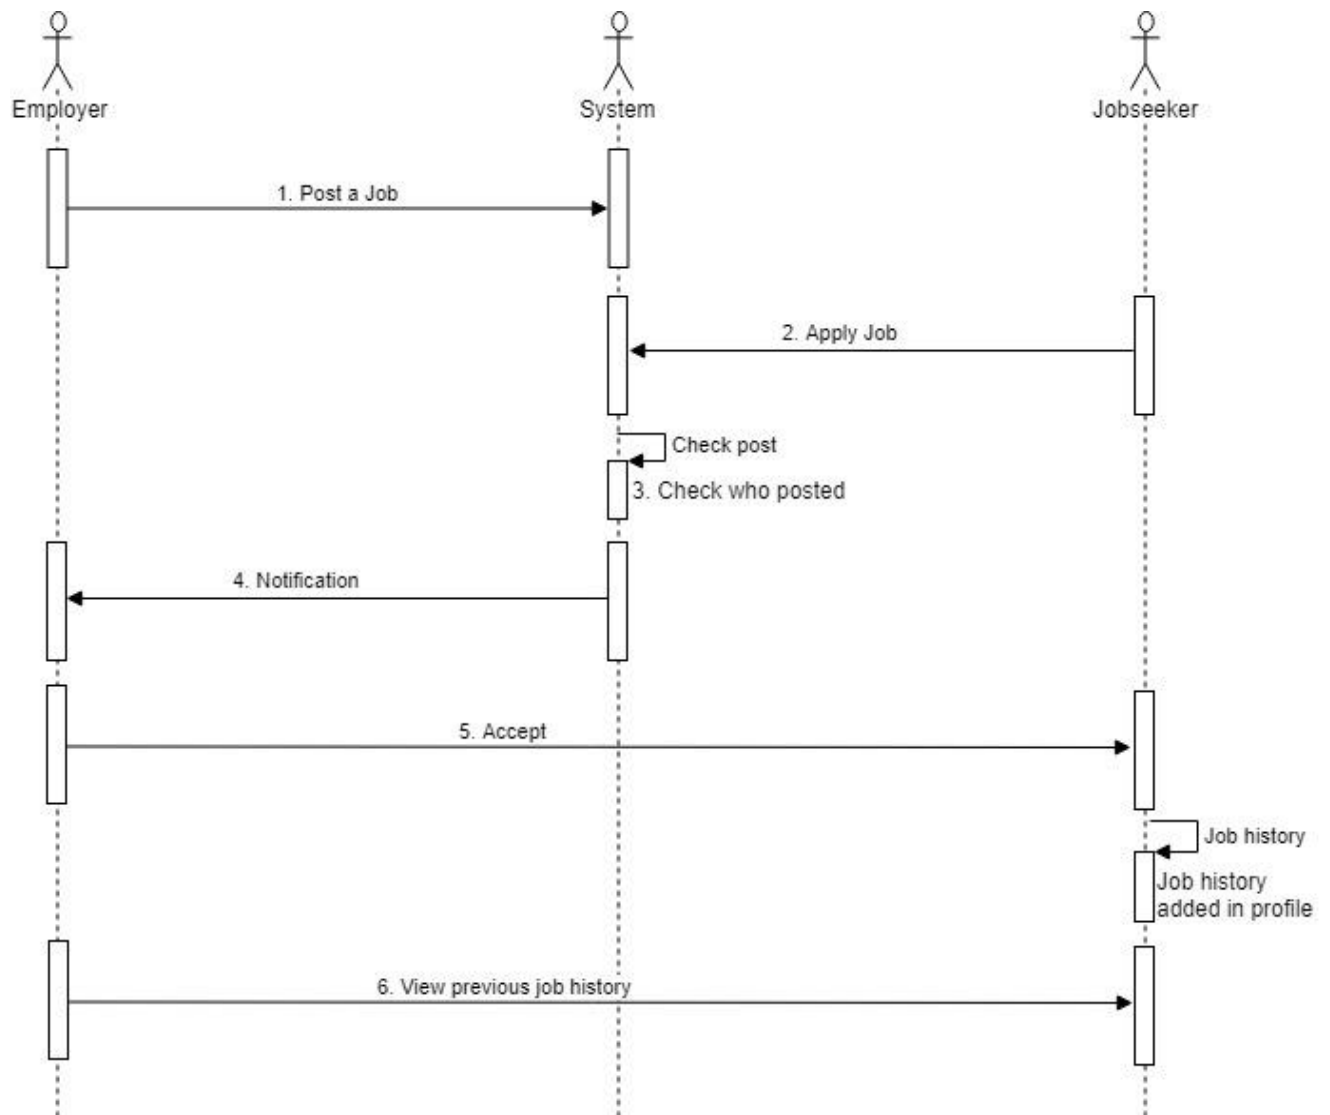 Employer
System
Jobseeker
1. Post a Job
2. Apply Job
Check post
3. Check who posted
4. Notification
5. Accept
Job history
Job history
added in profile
6. View previous job history